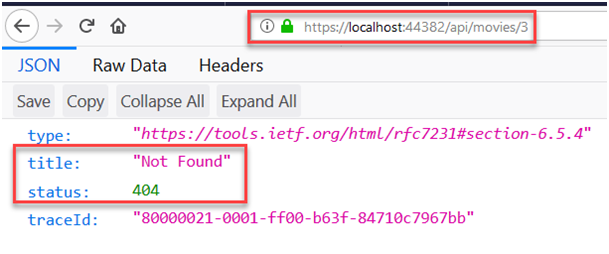 https://localhost:44382/api/movies/3
JSON Raw Data Headers
Save Copy Collapse All Expand All
type: "https://tools.ietf.org/html/rfc7231#section-6.5.4"
title: "Not Found"
status: 404
traceId: "80000021-0001-ff00-b63f-84710c7967bb"